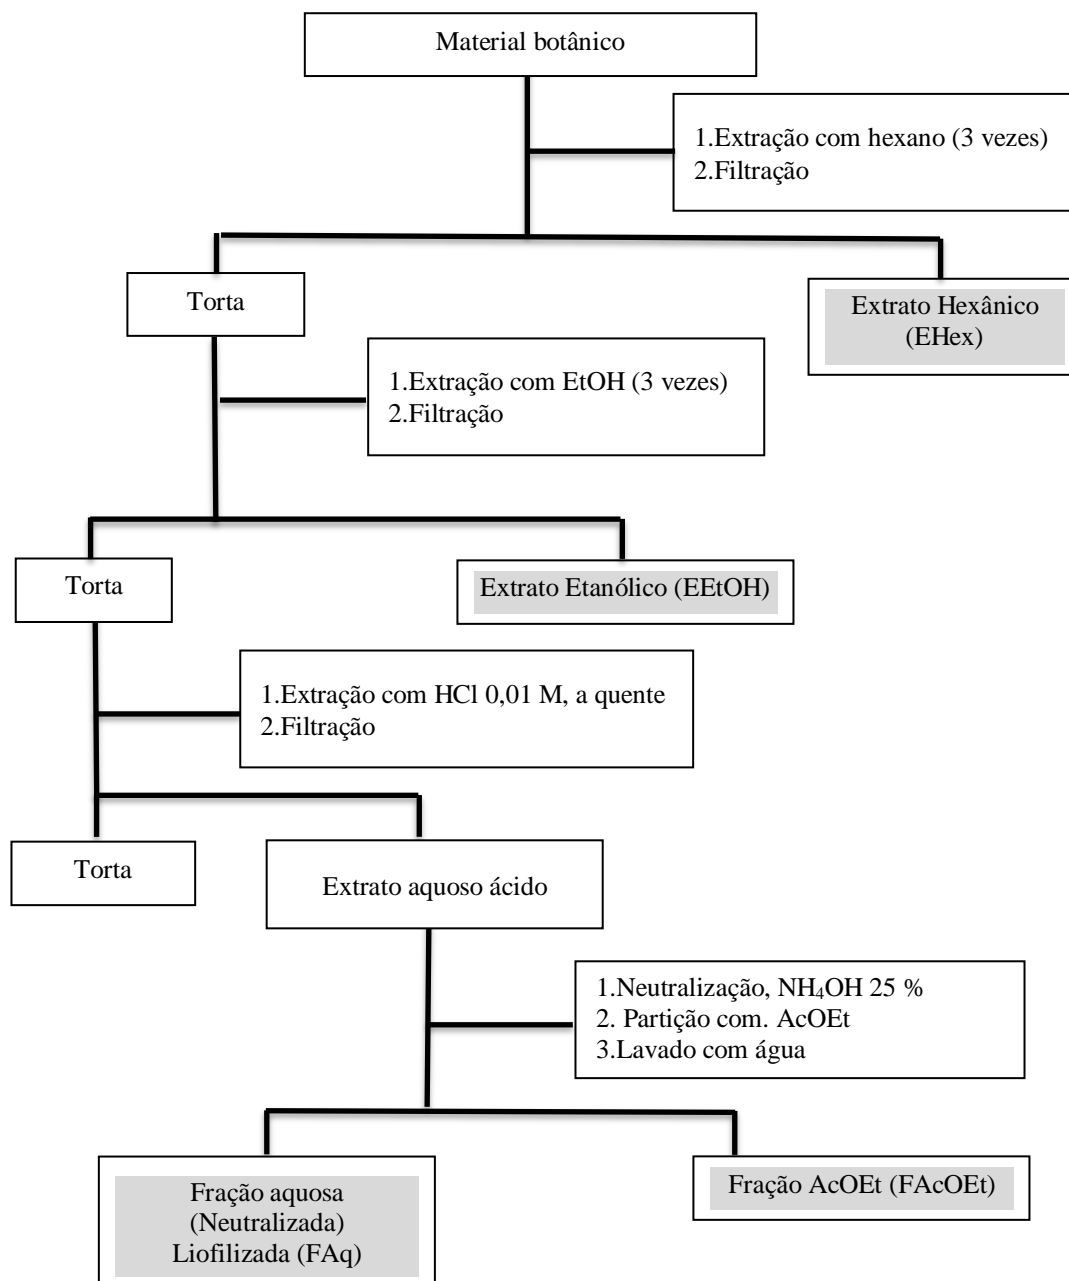 Material botânico
1.Extração com hexano (3 vezes)
2.Filtração
Torta
Extrato Hexânico
(EHex)
1.Extração com EtOH (3 vezes)
2.Filtração
Torta
Extrato Etanólico (EEtOH)
1.Extração com HCl 0,01 M, a quente
2.Filtração
Torta
Extrato aquoso ácido
1.Neutralização, NH₄OH 25 %
2. Partição com. AcOEt
3.Lavado com água
Fração aquosa
(Neutralizada)
Liofilizada (FAq)
Fração AcOEt (FAcOEt)